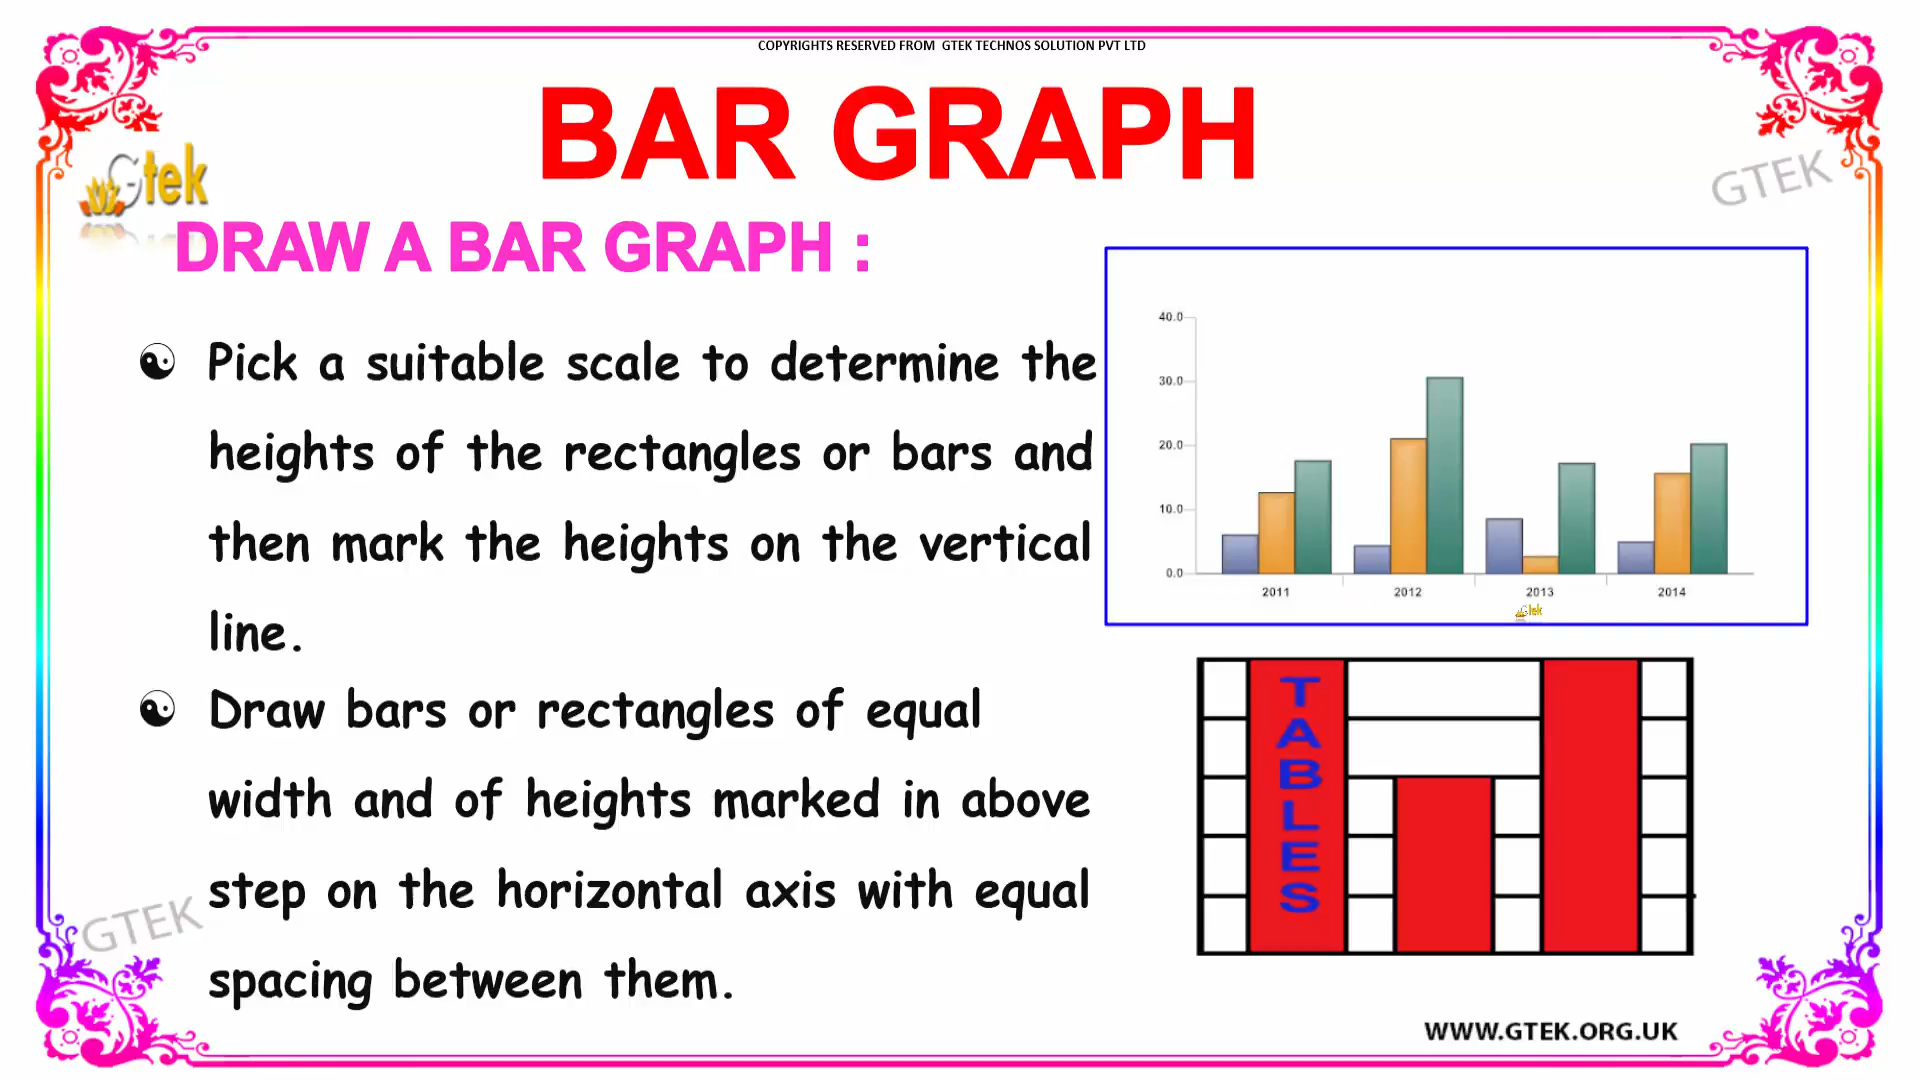 COPYRIGHTS RESERVED FROM GTEK TECHNOS SOLUTION PVT LTD
BAR GRAPH
Gtek
GTEK
DRAW A BAR GRAPH :
Pick a suitable scale to determine the
heights of the rectangles or bars and
then mark the heights on the vertical
line.
Draw bars or rectangles of equal
width and of heights marked in above
step on the horizontal axis with equal
spacing between them.
40.0
30.0
20.0
10.0
0.0
2011 2012 2013 2014
Gtek
TABLES
GTEK
WWW.GTEK.ORG.UK